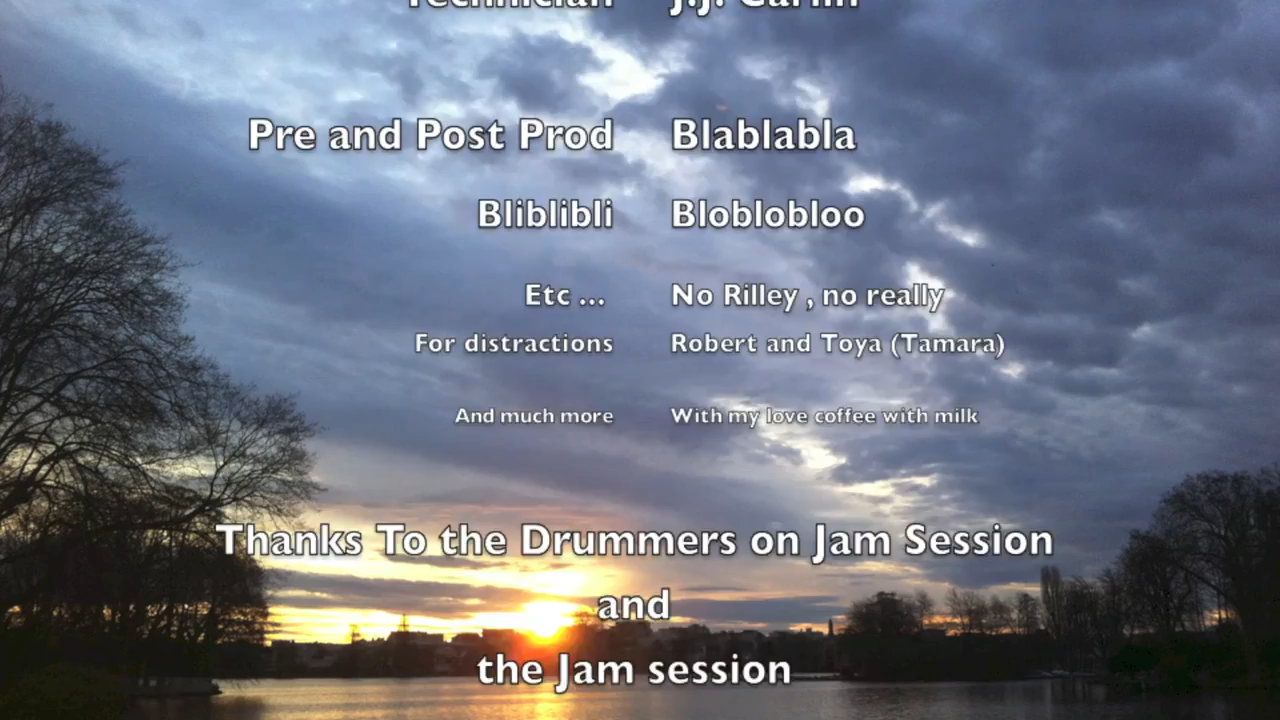 Technician J.J.
Pre and Post Prod Blablabla
Bliblibli Bloblobloo
Etc ... No Rilley , no really
For distractions Robert and Toya (Tamara)
And much more With my love coffee with milk
Thanks To the Drummers on Jam Session
and
the Jam session